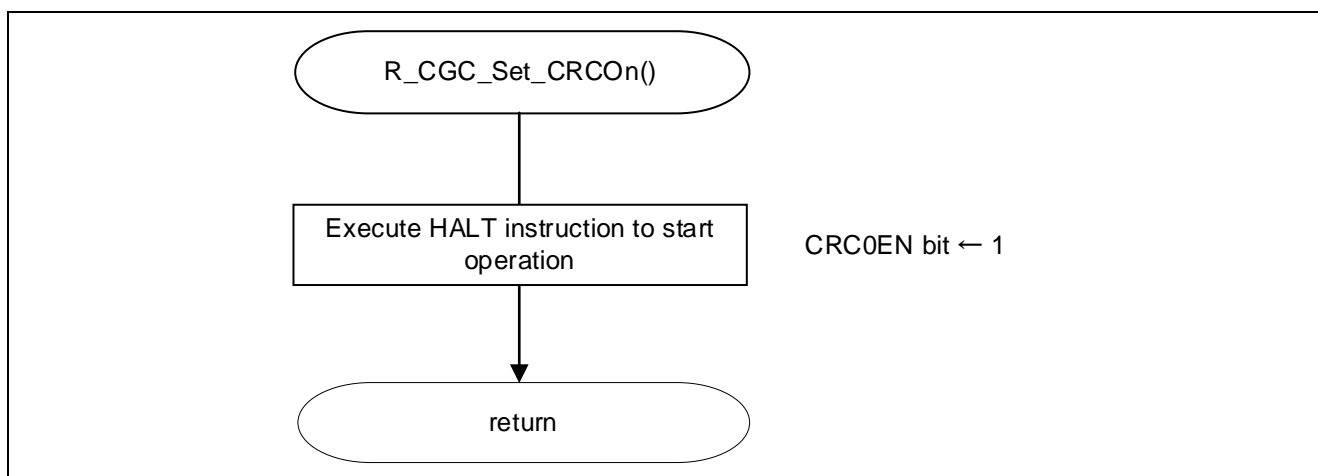 R_CGC_Set_CRCOn()
Execute HALT instruction to start
operation
CRC0EN bit ← 1
return